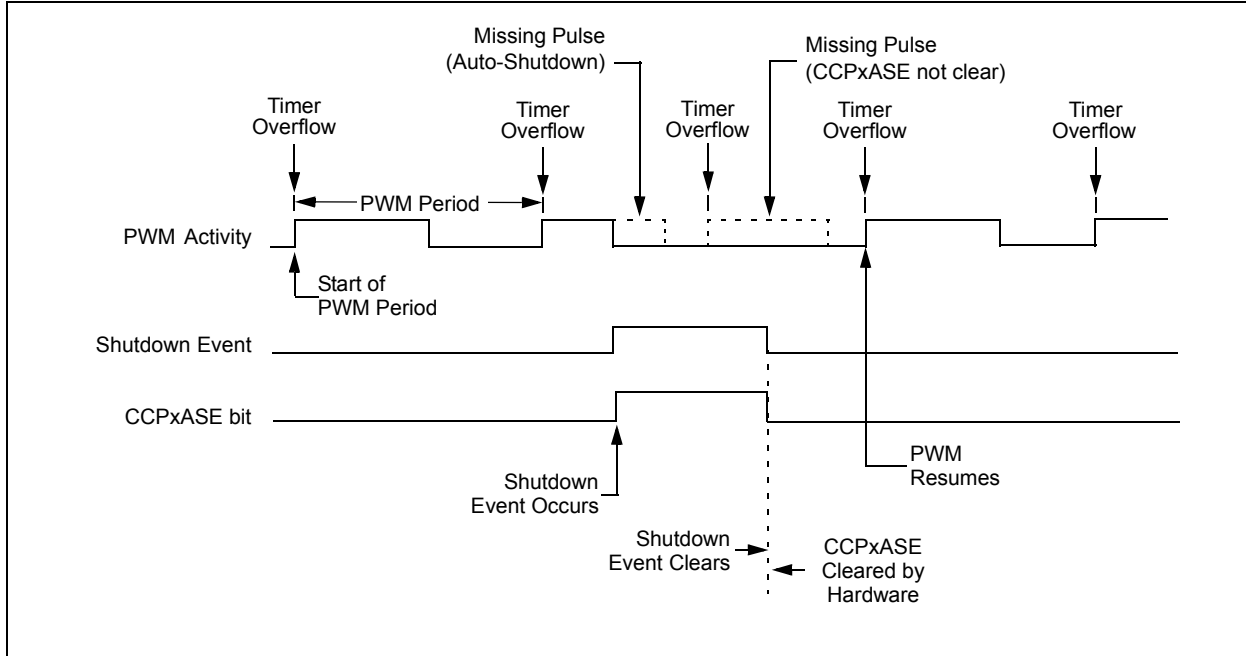 Missing Pulse
(Auto-Shutdown)
Missing Pulse
(CCPxASE not clear)
Timer
Overflow
Timer
Overflow
Timer
Overflow
Timer
Overflow
Timer
Overflow
PWM Period
PWM Activity
Start of
PWM Period
Shutdown Event
CCPxASE bit
Shutdown
Event Occurs
PWM
Resumes
Shutdown
Event Clears
CCPxASE
Cleared by
Hardware